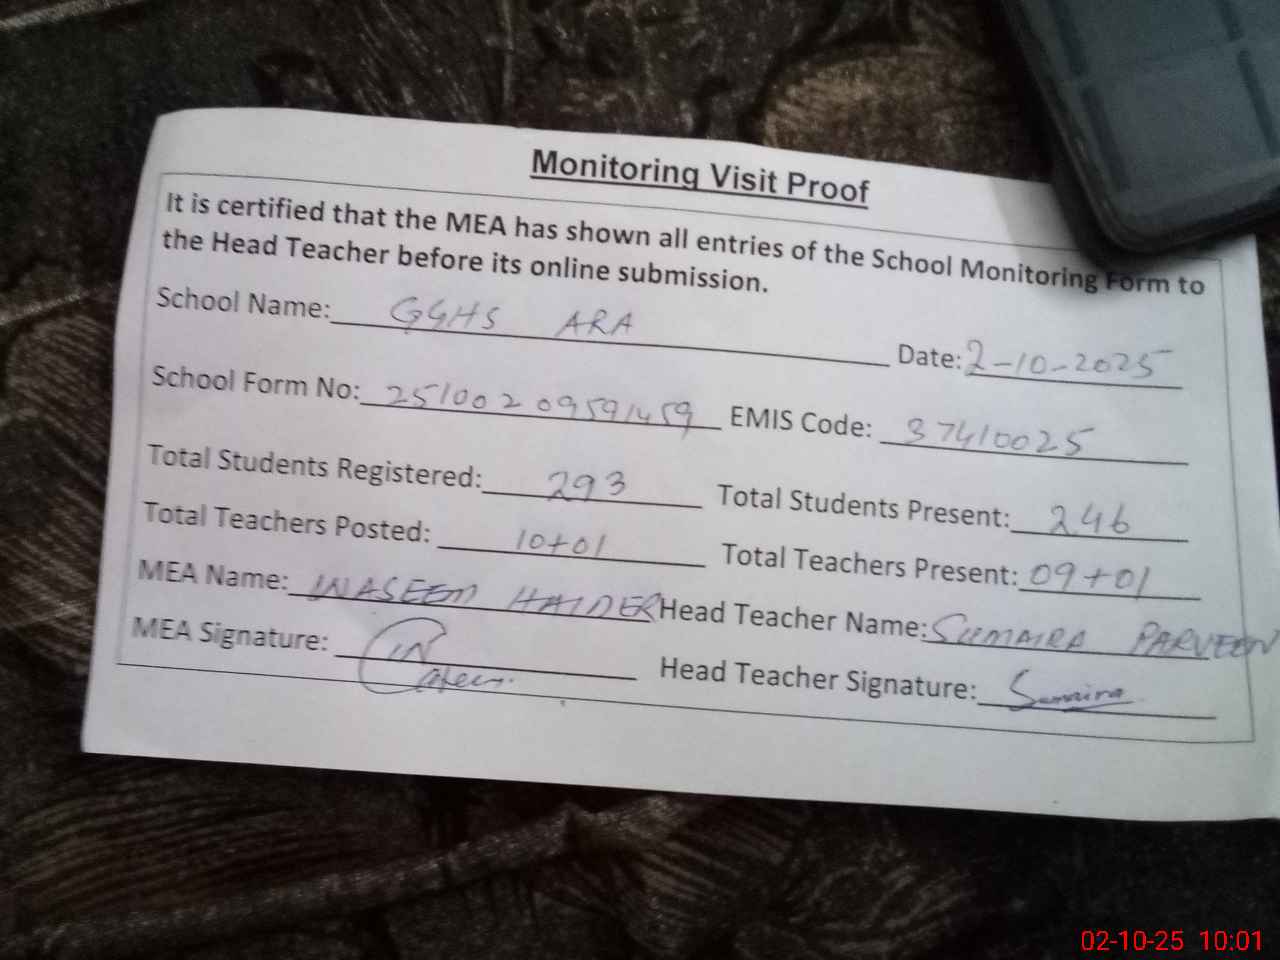 Monitoring Visit Proof
It is certified that the MEA has shown all entries of the School Monitoring Form to
the Head Teacher before its online submission.
School Name: GGHS ARA Date: 2-10-2025
School Form No: 25100209591459 EMIS Code: 37410025
Total Students Registered: 293 Total Students Present: 246
Total Teachers Posted: 10+01 Total Teachers Present: 09+01
MEA Name: WASEEM HAIDER Head Teacher Name: SUMAIRA PARVEEN
MEA Signature: Head Teacher Signature: Sumaira
02-10-25 10:01